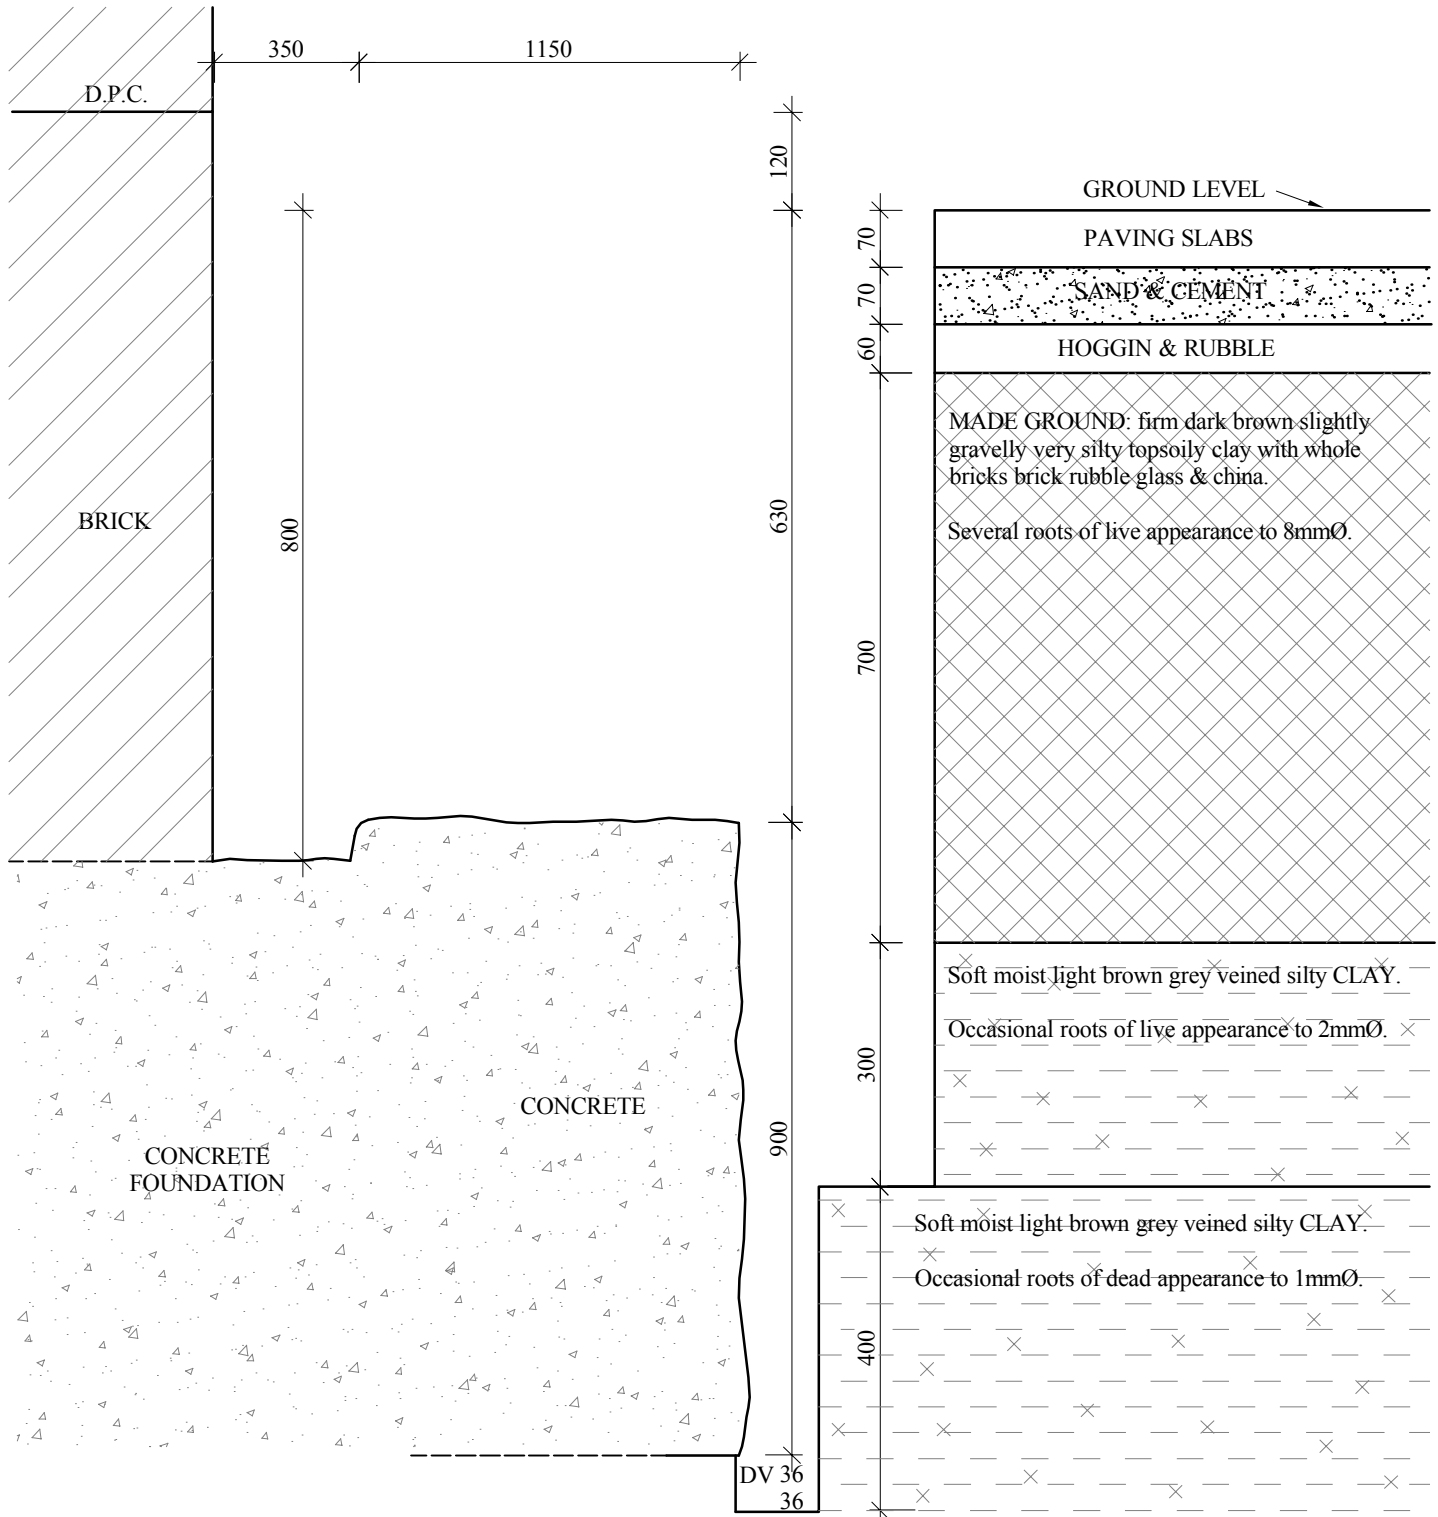 350
1150
D.P.C.
120
GROUND LEVEL
70
PAVING SLABS
70
SAND & CEMENT
60
HOGGIN & RUBBLE
MADE GROUND: firm dark brown slightly
gravelly very silty topsoily clay with whole
bricks brick rubble glass & china.
Several roots of live appearance to 8mmØ.
BRICK
800
630
700
Soft moist light brown grey veined silty CLAY.
Occasional roots of live appearance to 2mmØ.
300
CONCRETE
900
CONCRETE
FOUNDATION
Soft moist light brown grey veined silty CLAY.
Occasional roots of dead appearance to 1mmØ.
400
DV 36
36